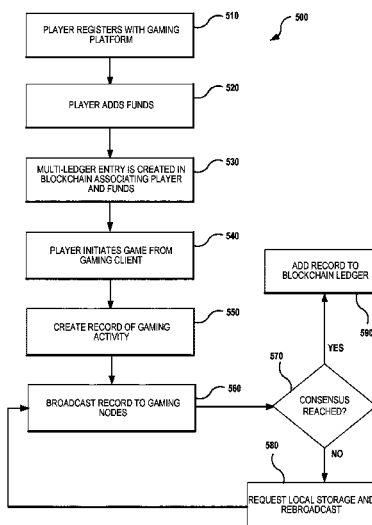 510
500
PLAYER REGISTERS WITH GAMING
PLATFORM
520
PLAYER ADDS FUNDS
530
MULTI-LEDGER ENTRY IS CREATED IN
BLOCKCHAIN ASSOCIATING PLAYER
AND FUNDS
540
PLAYER INITIATES GAME FROM
GAMING CLIENT
ADD RECORD TO
BLOCKCHAIN LEDGER
590
550
CREATE RECORD OF GAMING
ACTIVITY
YES
570
560
BROADCAST RECORD TO GAMING
NODES
CONSENSUS
REACHED?
580
NO
REQUEST LOCAL STORAGE AND
REBROADCAST